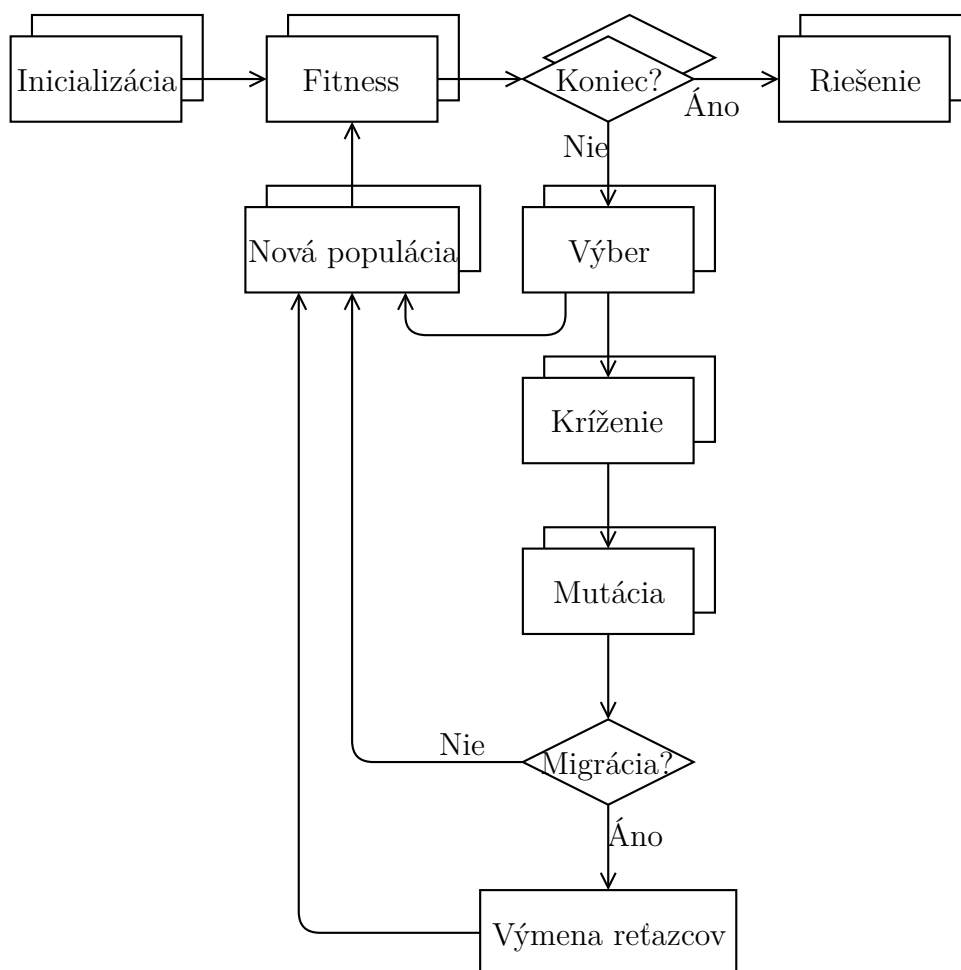 Inicializácia
Fitness
Koniec?
Áno
Riešenie
Nie
Nová populácia
Výber
Kríženie
Mutácia
Nie
Migrácia?
Áno
Výmena reťazcov